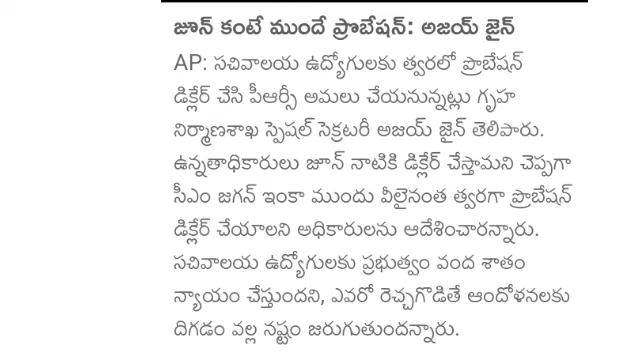 జూన్ కంటే ముందే ప్రొబేషన్: అజయ్ జైన్
AP: సచివాలయ ఉద్యోగులకు త్వరలో ప్రొబేషన్
డిక్లేర్ చేసి పీఆర్సీ అమలు చేయనున్నట్లు గృహ
నిర్మాణశాఖ స్పెషల్ సెక్రటరీ అజయ్ జైన్ తెలిపారు.
ఉన్నతాధికారులు జూన్ నాటికి డిక్లేర్ చేస్తామని చెప్పగా
సీఎం జగన్ ఇంకా ముందు వీలైనంత త్వరగా ప్రొబేషన్
డిక్లేర్ చేయాలని అధికారులను ఆదేశించారన్నారు.
సచివాలయ ఉద్యోగులకు ప్రభుత్వం వంద శాతం
న్యాయం చేస్తుందని, ఎవరో రెచ్చగొడితే ఆందోళనలకు
దిగడం వల్ల నష్టం జరుగుతుందన్నారు.